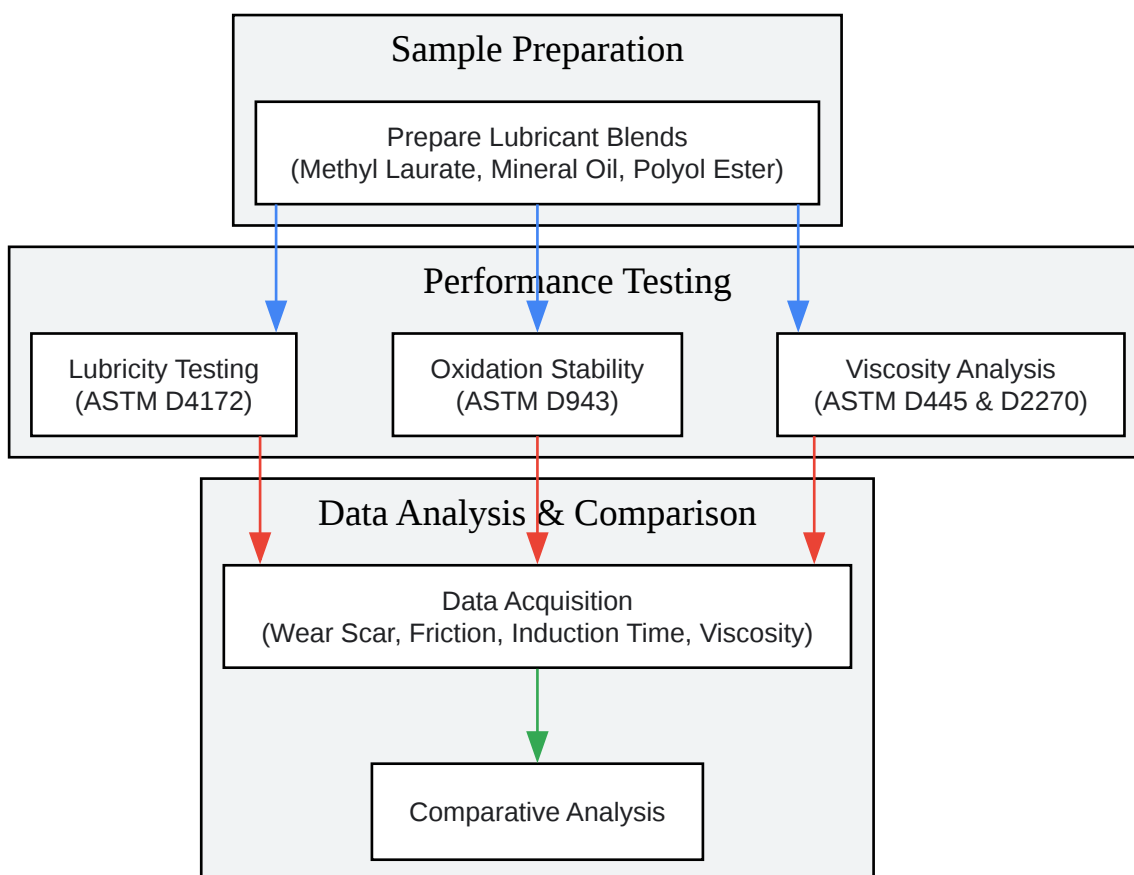 Sample Preparation
Prepare Lubricant Blends
(Methyl Laurate, Mineral Oil, Polyol Ester)
Performance Testing
Lubricity Testing
(ASTM D4172)
Oxidation Stability
(ASTM D943)
Viscosity Analysis
(ASTM D445 & D2270)
Data Analysis & Comparison
Data Acquisition
(Wear Scar, Friction, Induction Time, Viscosity)
Comparative Analysis